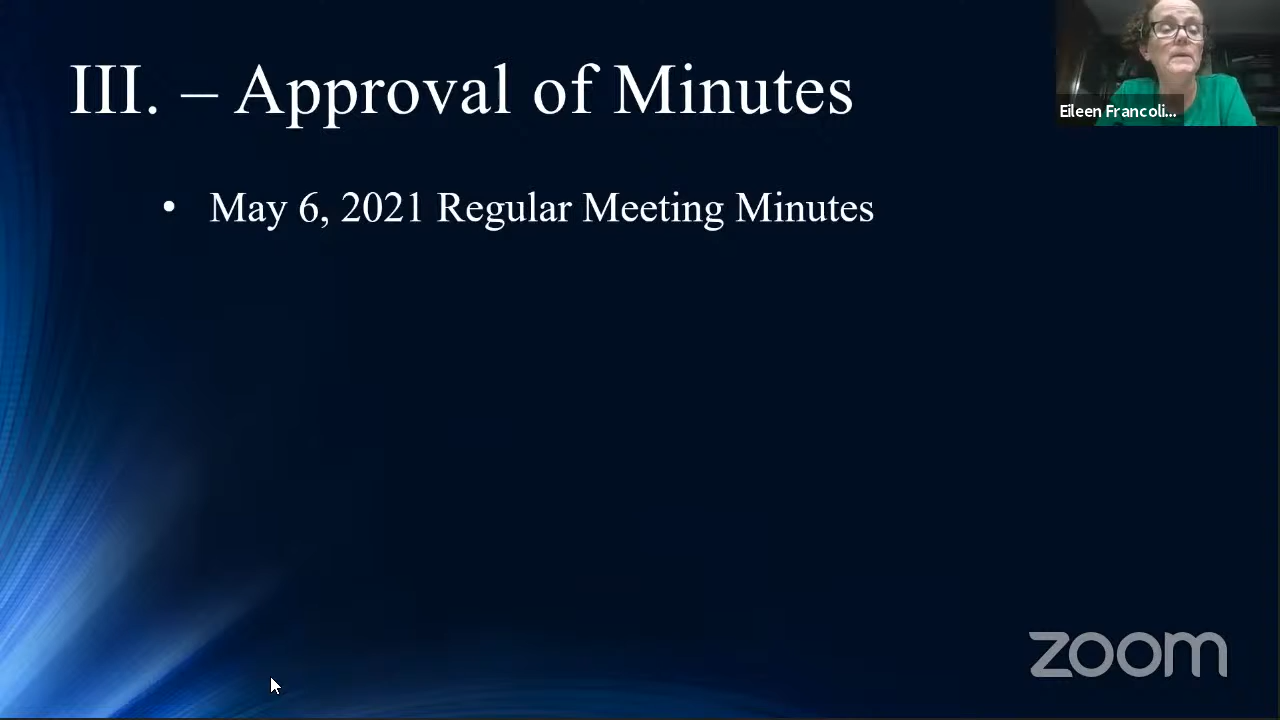 III. – Approval of Minutes
• May 6, 2021 Regular Meeting Minutes
Eileen Francoli...
zoom